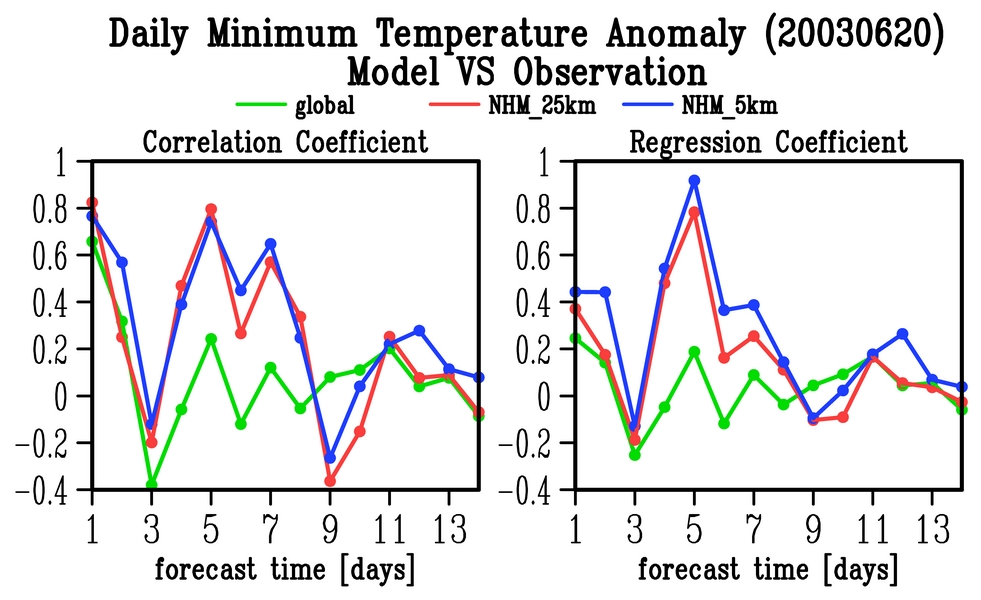 Daily Minimum Temperature Anomaly (20030620)
Model VS Observation
global NHM_25km NHM_5km
Correlation Coefficient
1
0.8
0.6
0.4
0.2
0
−0.2
−0.4
1 3 5 7 9 11 13
forecast time [days]
Regression Coefficient
1
0.8
0.6
0.4
0.2
0
−0.2
−0.4
1 3 5 7 9 11 13
forecast time [days]